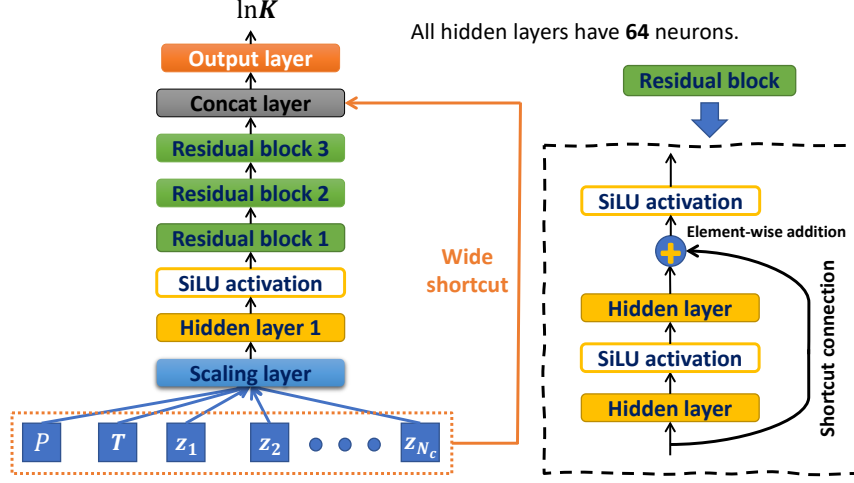 lnK
All hidden layers have 64 neurons.
Output layer
Concat layer
Residual block 3
Residual block 2
Residual block 1
SiLU activation
Hidden layer 1
Scaling layer
P T z₁ z₂ z_{N_c}
Wide
shortcut
Residual block
SiLU activation
Element-wise addition
+
Hidden layer
SiLU activation
Hidden layer
Shortcut connection